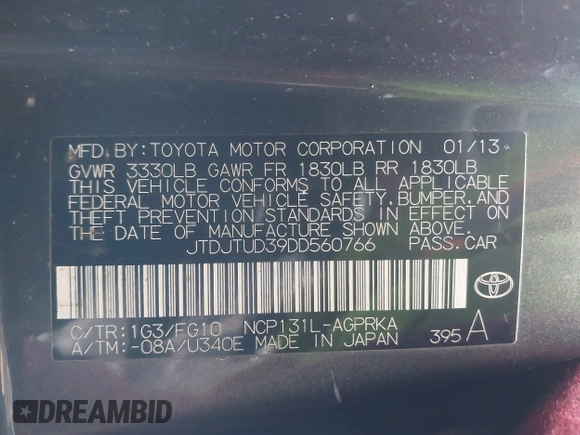 MFD. BY: TOYOTA MOTOR CORPORATION 01/13
GVWR 3330LB GAWR FR 1830LB RR 1830LB
THIS VEHICLE CONFORMS TO ALL APPLICABLE
FEDERAL MOTOR VEHICLE SAFETY, BUMPER, AND
THEFT PREVENTION STANDARDS IN EFFECT ON
THE DATE OF MANUFACTURE SHOWN ABOVE.
JTDJTUD39DD560766 PASS. CAR
C/TR: 1G3/FG10 NCP131L-AGPRKA
A/TM: -08A/U340E MADE IN JAPAN 395 A
DREAMBID